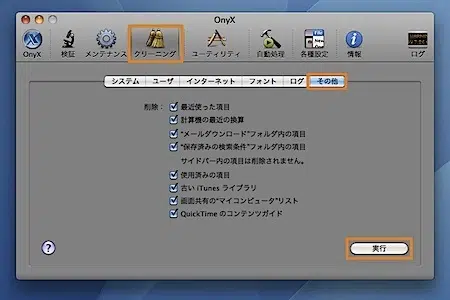 OnyX
OnyX 検証 メンテナンス クリーニング ユーティリティ 自動処理 各種設定 情報 ログ
システム ユーザ インターネット フォント ログ その他
削除： 最近使った項目
計算機の最近の換算
“メールダウンロード”フォルダ内の項目
“保存済みの検索条件”フォルダ内の項目
サイドバー内の項目は削除されません。
使用済みの項目
古い iTunes ライブラリ
画面共有の“マイコンピュータ”リスト
QuickTime のコンテンツガイド
? 実行